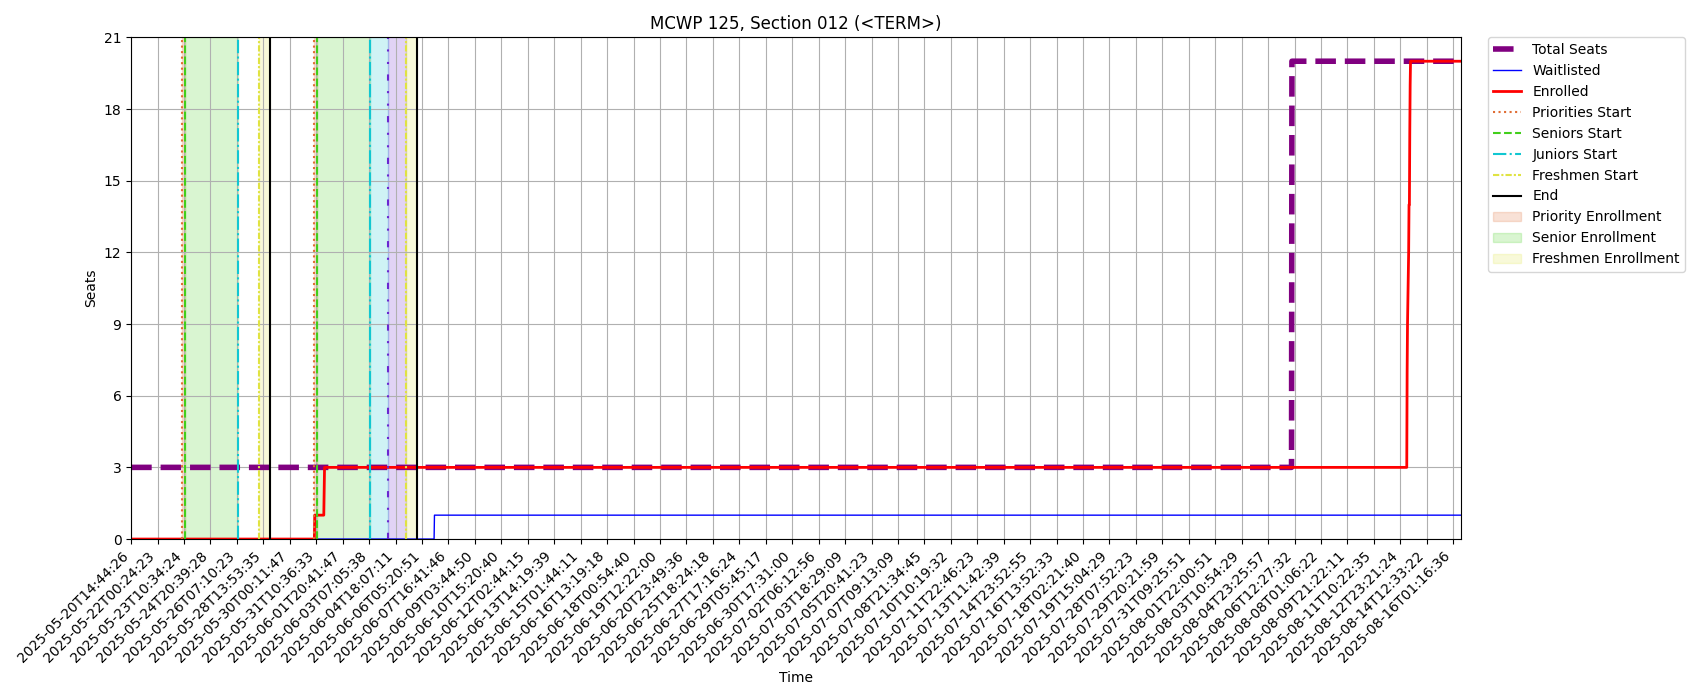 MCWP 125, Section 012 (<TERM>)
21
18
15
12
9
6
3
0
Seats
2025-05-20T14:44:26
2025-05-22T00:24:23
2025-05-23T10:34:24
2025-05-24T20:39:28
2025-05-26T07:10:23
2025-05-28T13:53:35
2025-05-30T00:11:47
2025-05-31T10:36:33
2025-06-01T20:41:47
2025-06-03T07:05:38
2025-06-04T18:07:11
2025-06-06T05:20:51
2025-06-07T16:41:46
2025-06-09T03:44:50
2025-06-10T15:20:40
2025-06-12T02:44:15
2025-06-13T14:19:39
2025-06-15T01:44:11
2025-06-16T13:19:18
2025-06-18T00:54:40
2025-06-19T12:22:00
2025-06-20T23:49:36
2025-06-25T18:24:18
2025-06-27T17:16:24
2025-06-29T05:45:17
2025-06-30T17:31:00
2025-07-02T06:12:56
2025-07-03T18:29:09
2025-07-05T20:41:23
2025-07-07T09:13:09
2025-07-08T21:34:45
2025-07-10T10:19:32
2025-07-11T22:46:23
2025-07-13T11:42:39
2025-07-14T23:52:55
2025-07-16T13:52:33
2025-07-18T02:21:40
2025-07-19T15:04:29
2025-07-28T07:52:23
2025-07-29T20:21:59
2025-07-31T09:25:51
2025-08-01T22:00:51
2025-08-03T10:54:29
2025-08-04T23:25:57
2025-08-06T12:27:32
2025-08-08T01:06:22
2025-08-09T21:22:11
2025-08-11T10:22:35
2025-08-12T23:21:24
2025-08-14T12:33:22
2025-08-16T01:16:36
Time
Total Seats
Waitlisted
Enrolled
Priorities Start
Seniors Start
Juniors Start
Freshmen Start
End
Priority Enrollment
Senior Enrollment
Freshmen Enrollment